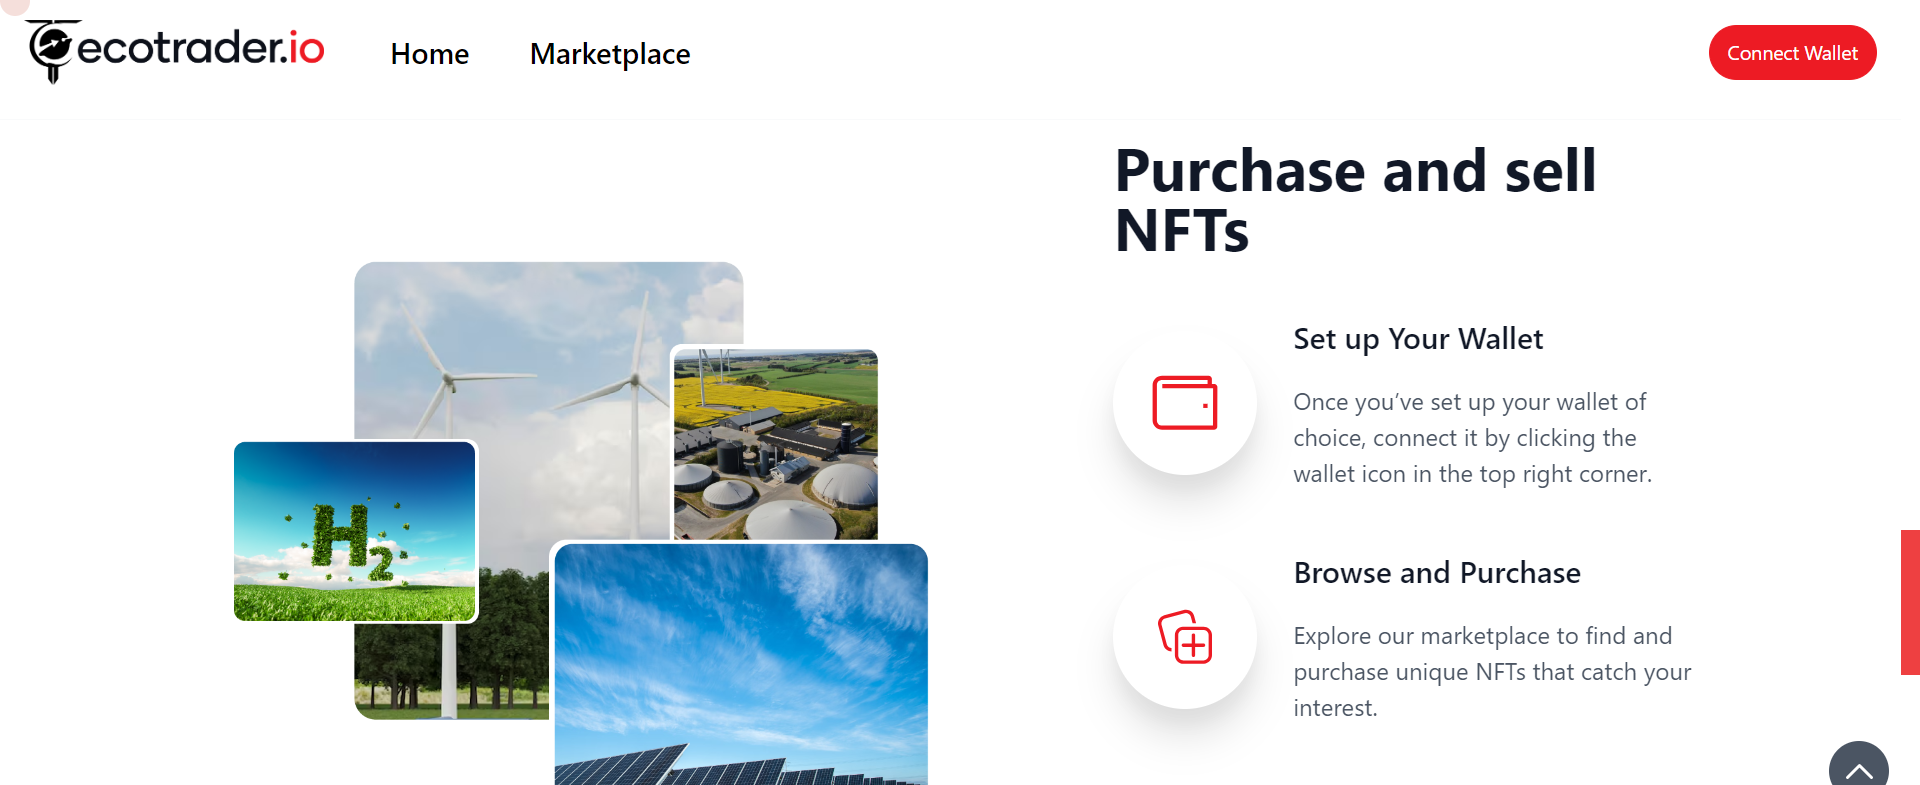 ecotrader.io
Home
Marketplace
Connect Wallet
Purchase and sell
NFTs
Set up Your Wallet
Once you’ve set up your wallet of
choice, connect it by clicking the
wallet icon in the top right corner.
H2
Browse and Purchase
Explore our marketplace to find and
purchase unique NFTs that catch your
interest.